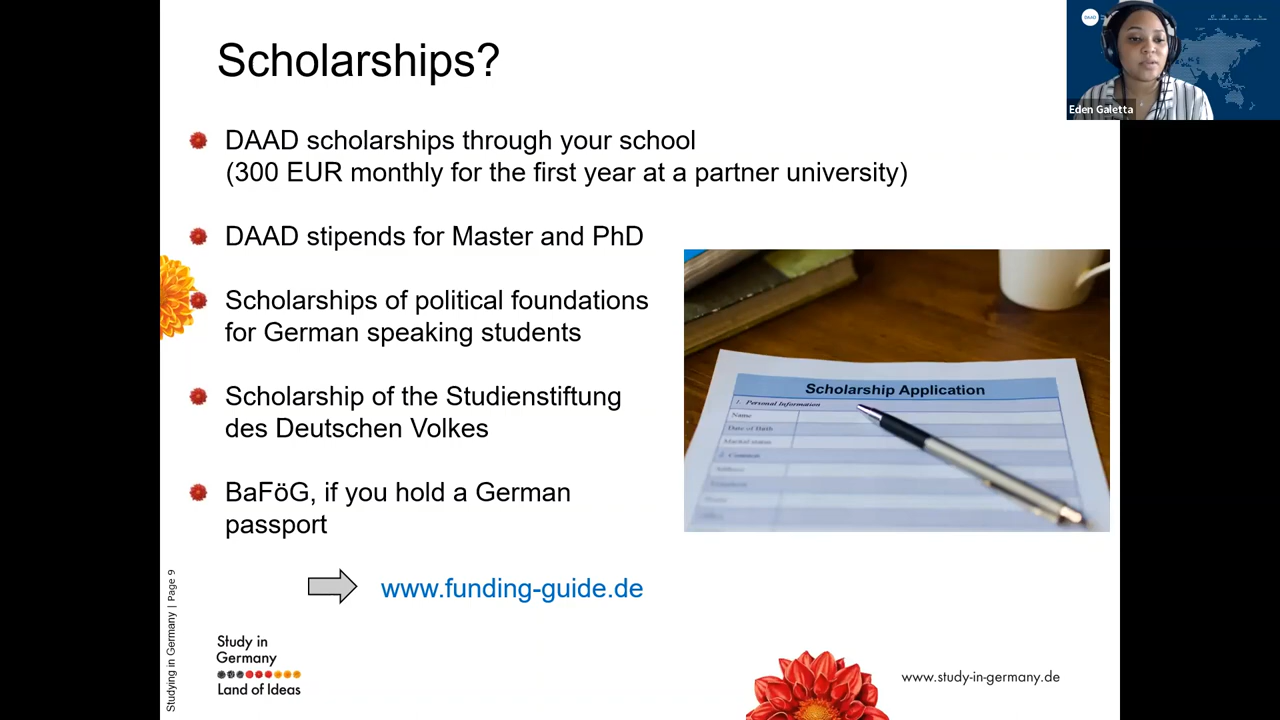 Scholarships?
DAAD scholarships through your school
(300 EUR monthly for the first year at a partner university)
DAAD stipends for Master and PhD
Scholarships of political foundations
for German speaking students
Scholarship of the Studienstiftung
des Deutschen Volkes
BaFöG, if you hold a German
passport
www.funding-guide.de
Scholarship Application
1. Personal Information
Name
Date of Birth
Marital status
Eden Galetta
DAAD
Studying in Germany | Page 9
Study in
Germany
Land of Ideas
www.study-in-germany.de